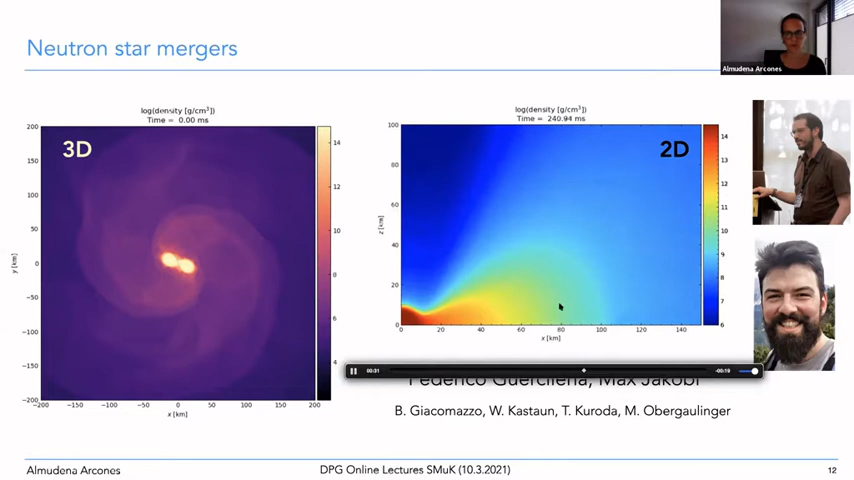 Neutron star mergers
Almudena Arcones
log(density [g/cm³])
Time = 0.00 ms
3D
200
150
100
50
0
−50
−100
−150
−200
y [km]
−200 −150 −100 −50 0 50 100 150 200
x [km]
14
12
10
8
6
4
log(density [g/cm³])
Time = 240.94 ms
2D
100
80
60
40
20
0
z [km]
0 20 40 60 80 100 120 140
x [km]
14
13
12
11
10
9
8
7
6
00:31
-00:19
Federico Guercilena, Max Jakobi
B. Giacomazzo, W. Kastaun, T. Kuroda, M. Obergaulinger
Almudena Arcones
DPG Online Lectures SMuK (10.3.2021)
12